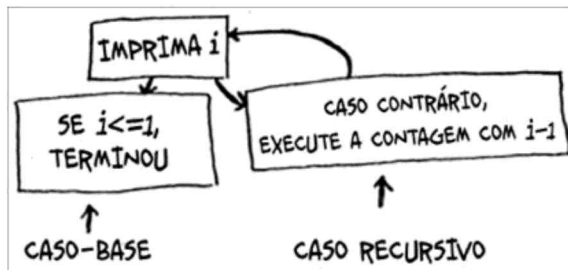 IMPRIMA i
SE i<=1,
TERMINOU
CASO CONTRÁRIO,
EXECUTE A CONTAGEM COM i-1
CASO-BASE
CASO RECURSIVO